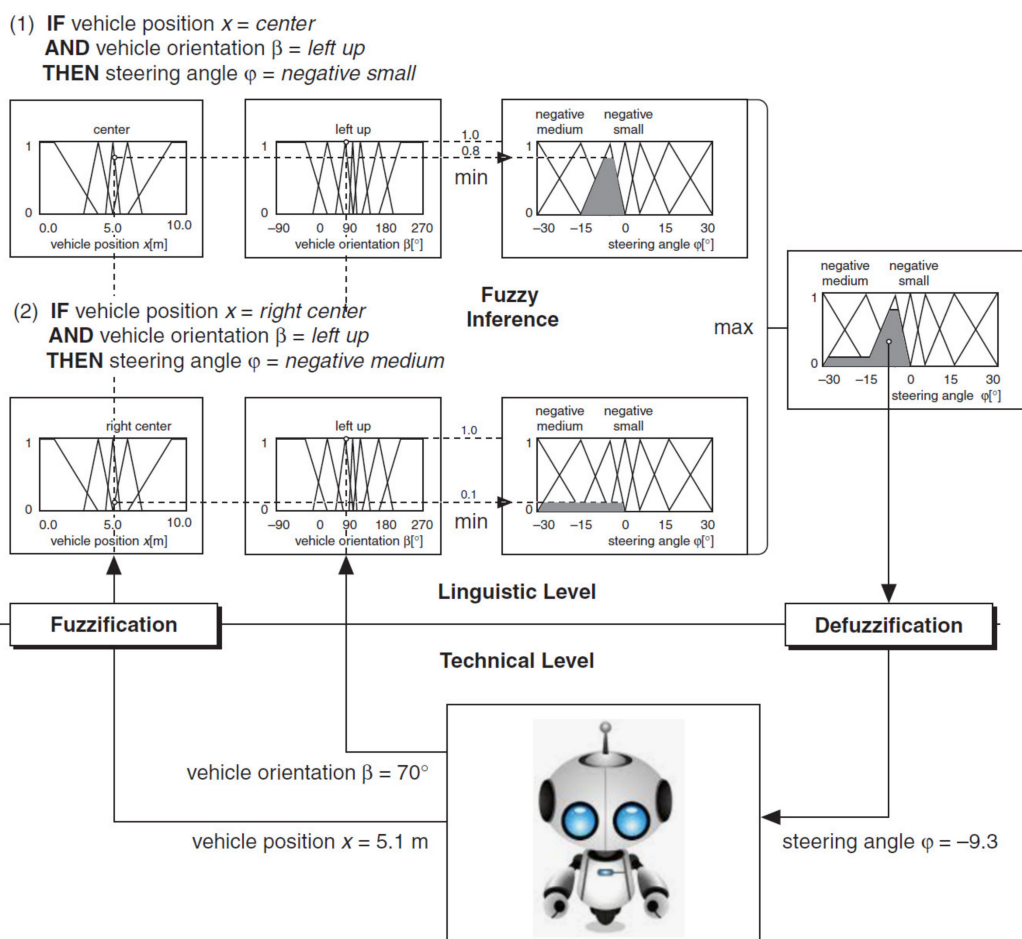 (1) IF vehicle position x = center
AND vehicle orientation β = left up
THEN steering angle φ = negative small
center
1
0
0.0 5.0 10.0
vehicle position x[m]
left up
1
0
−90 0 90 180 270
vehicle orientation β[°]
1.0
0.8
min
negative medium
negative small
1
0
−30 −15 0 15 30
steering angle φ[°]
(2) IF vehicle position x = right center
AND vehicle orientation β = left up
THEN steering angle φ = negative medium
Fuzzy
Inference
max
negative medium
negative small
1
0
−30 −15 0 15 30
steering angle φ[°]
right center
1
0
0.0 5.0 10.0
vehicle position x[m]
left up
1
0
−90 0 90 180 270
vehicle orientation β[°]
1.0
0.1
min
negative medium
negative small
1
0
−30 −15 0 15 30
steering angle φ[°]
Linguistic Level
Fuzzification
Defuzzification
Technical Level
vehicle orientation β = 70°
vehicle position x = 5.1 m
steering angle φ = −9.3